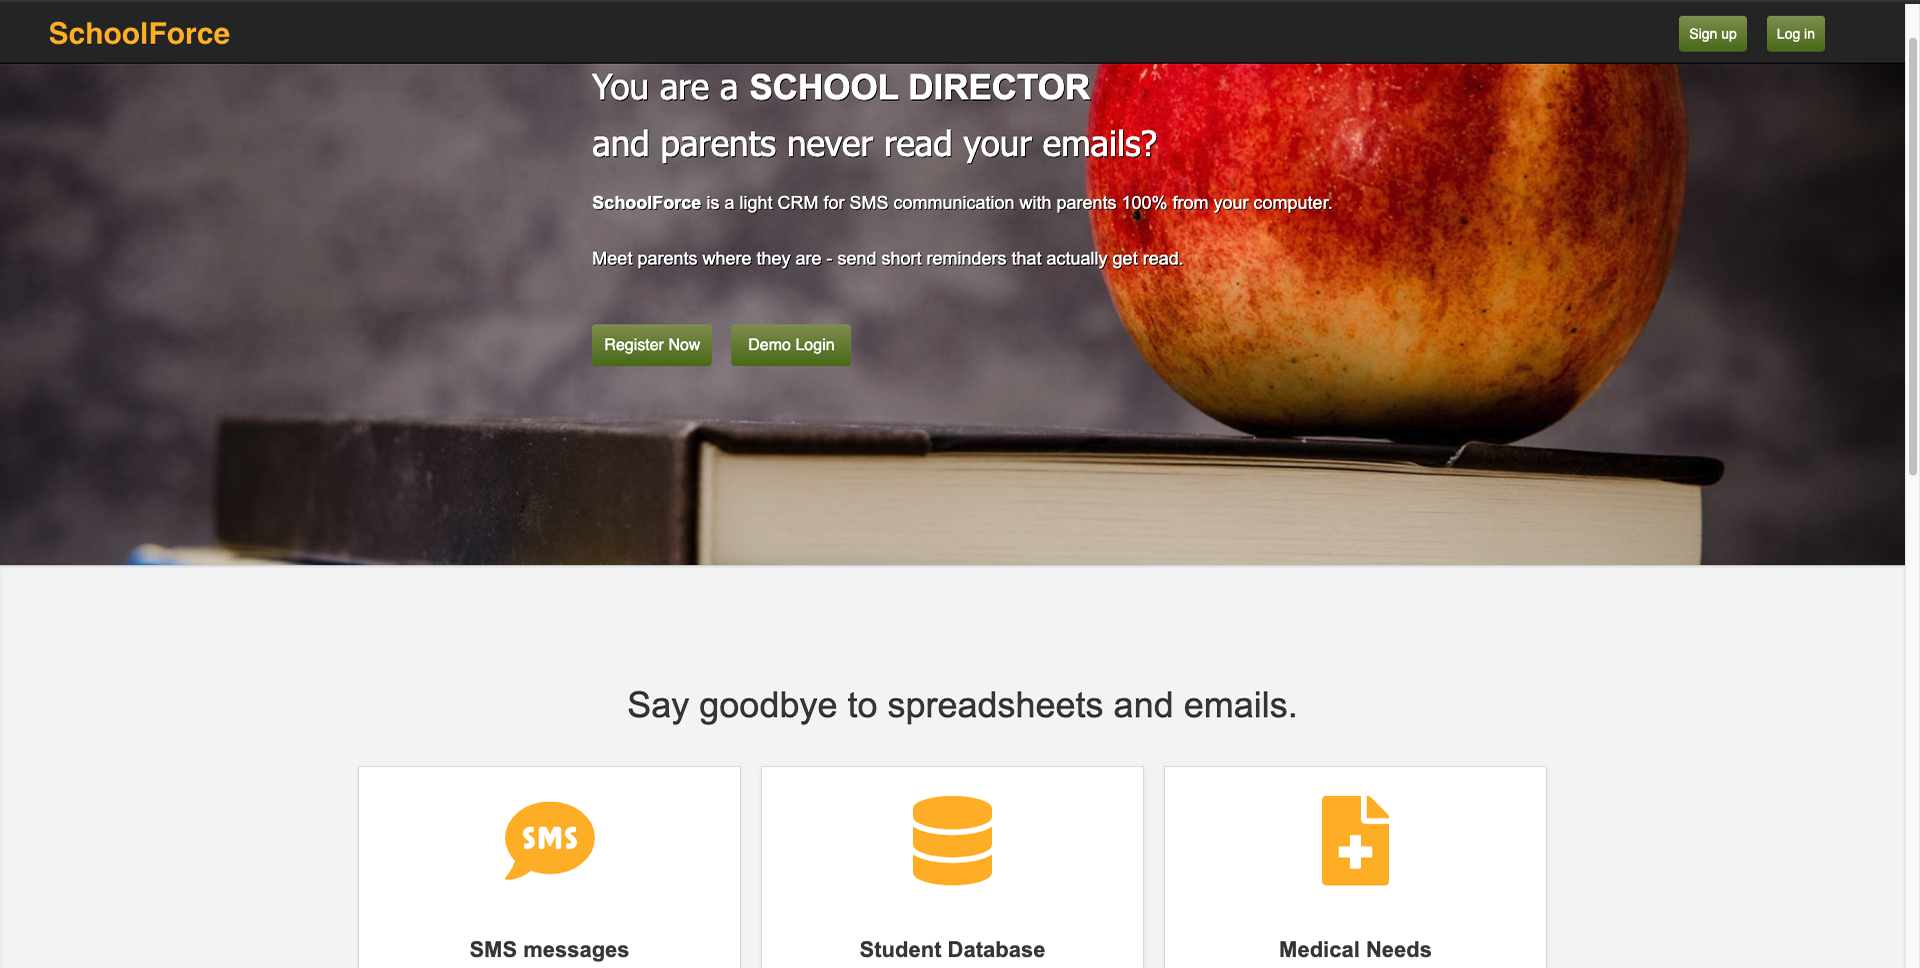 SchoolForce
Sign up
Log in
You are a SCHOOL DIRECTOR
and parents never read your emails?
SchoolForce is a light CRM for SMS communication with parents 100% from your computer.
Meet parents where they are - send short reminders that actually get read.
Register Now
Demo Login
Say goodbye to spreadsheets and emails.
SMS
SMS messages
Student Database
Medical Needs